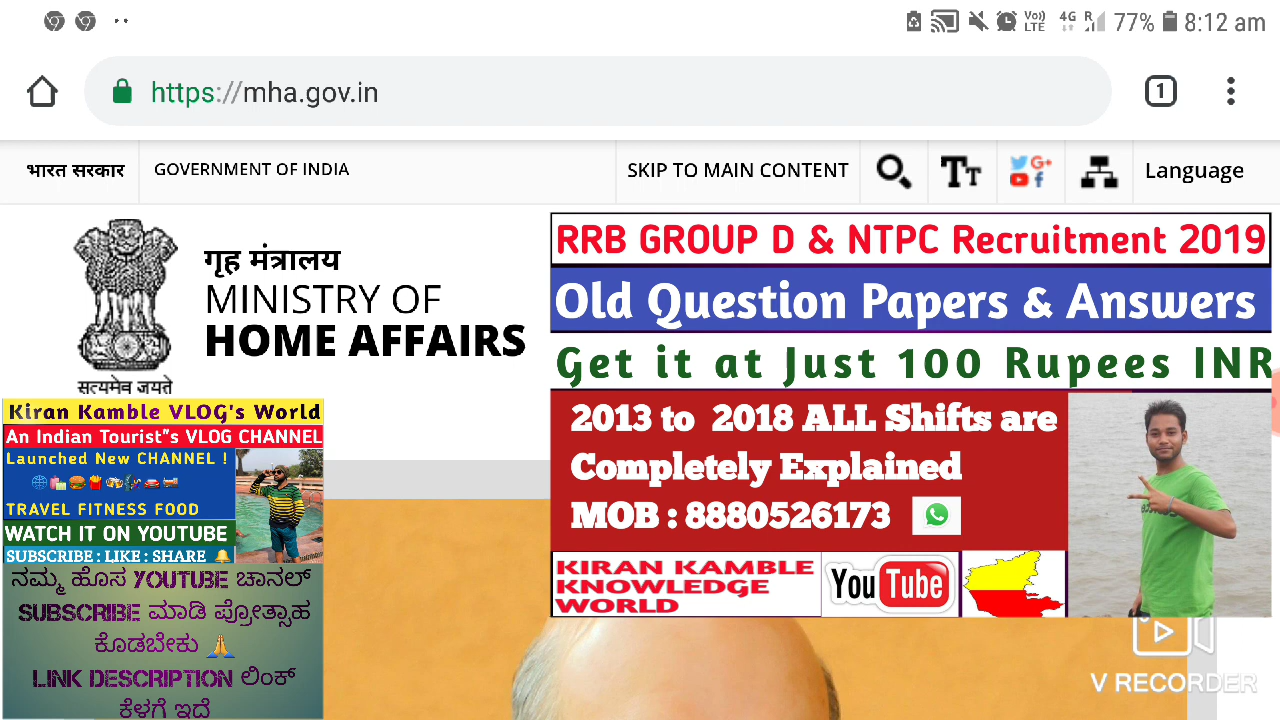 77% 8:12 am
https://mha.gov.in
1
भारत सरकार
GOVERNMENT OF INDIA
SKIP TO MAIN CONTENT
Language
गृह मंत्रालय
MINISTRY OF
HOME AFFAIRS
सत्यमेव जयते
RRB GROUP D & NTPC Recruitment 2019
Old Question Papers & Answers
Get it at Just 100 Rupees INR
2013 to 2018 ALL Shifts are
Completely Explained
MOB : 8880526173
KIRAN KAMBLE
KNOWLEDGE
WORLD
You Tube
Kiran Kamble VLOG's World
An Indian Tourist"s VLOG CHANNEL
Launched New CHANNEL !
TRAVEL FITNESS FOOD
WATCH IT ON YOUTUBE
SUBSCRIBE : LIKE : SHARE
ನಮ್ಮ ಹೊಸ YOUTUBE ಚಾನಲ್
SUBSCRIBE ಮಾಡಿ ಪ್ರೋತ್ಸಾಹ
ಕೊಡಬೇಕು
LINK DESCRIPTION ಲಿಂಕ್
ಕೆಳಗೆ ಇದೆ
V RECORDER